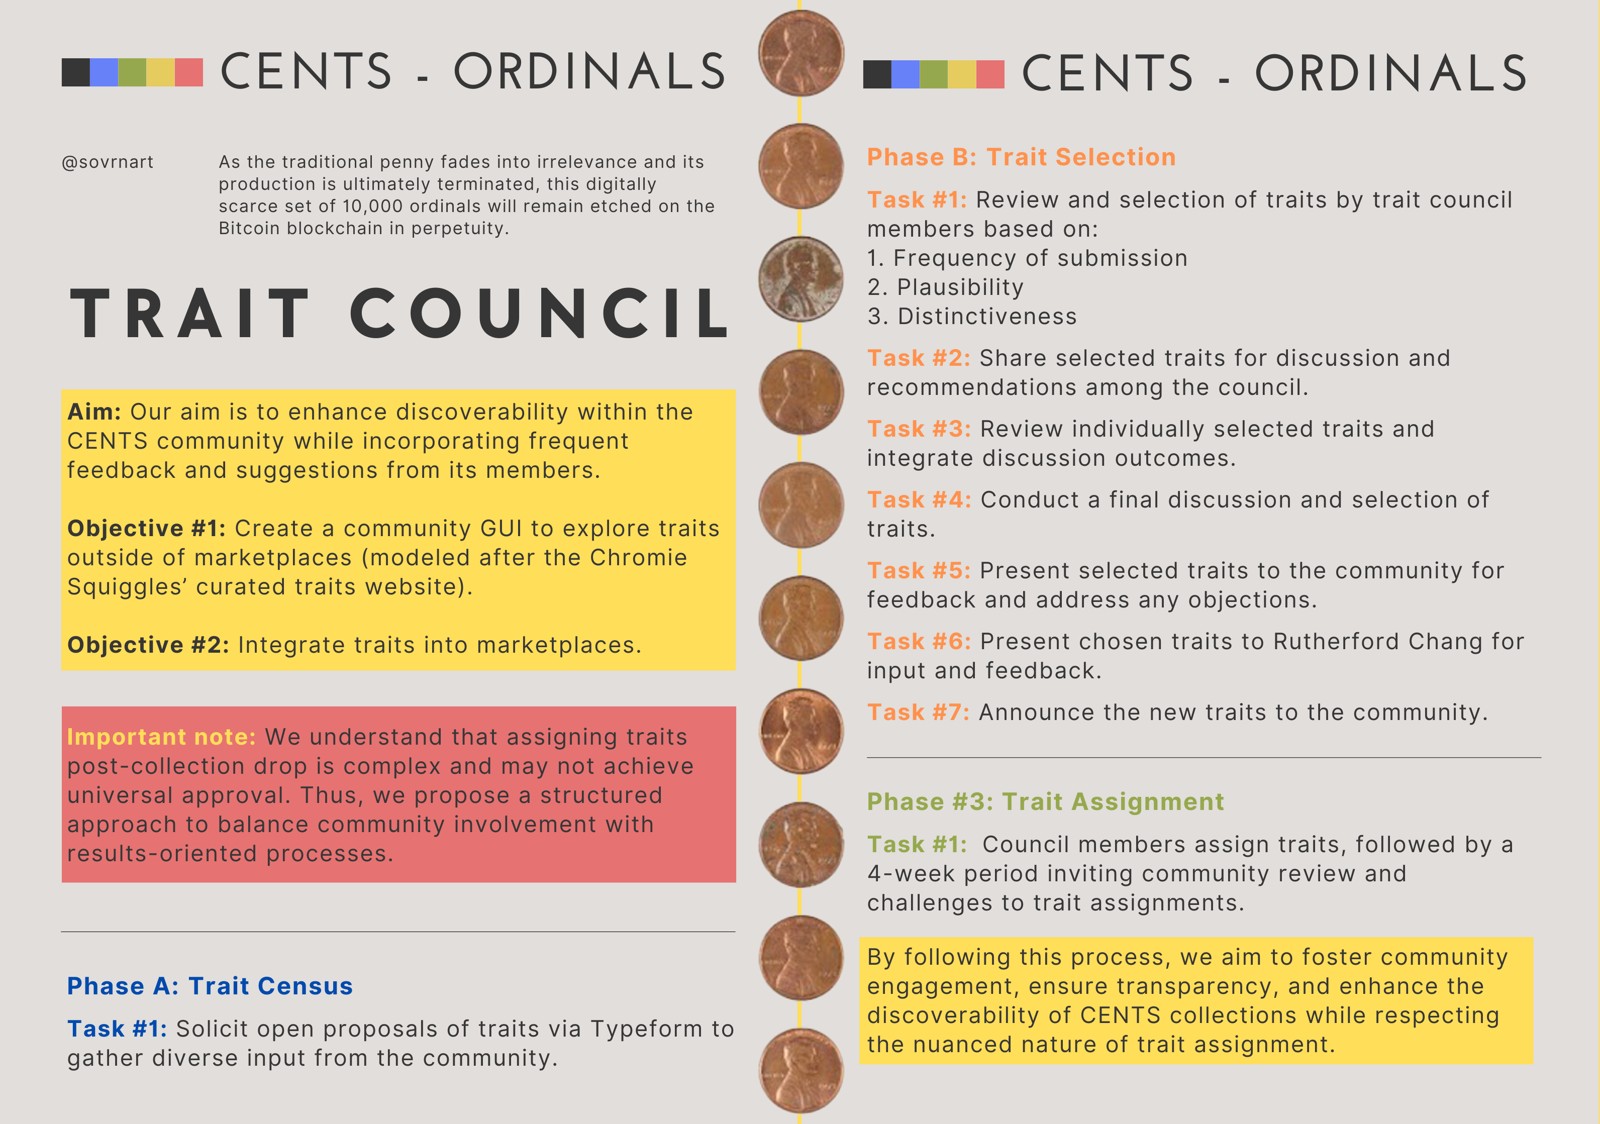 CENTS - ORDINALS
@sovrnart
As the traditional penny fades into irrelevance and its
production is ultimately terminated, this digitally
scarce set of 10,000 ordinals will remain etched on the
Bitcoin blockchain in perpetuity.
TRAIT COUNCIL
Aim: Our aim is to enhance discoverability within the
CENTS community while incorporating frequent
feedback and suggestions from its members.
Objective #1: Create a community GUI to explore traits
outside of marketplaces (modeled after the Chromie
Squiggles’ curated traits website).
Objective #2: Integrate traits into marketplaces.
Important note: We understand that assigning traits
post-collection drop is complex and may not achieve
universal approval. Thus, we propose a structured
approach to balance community involvement with
results-oriented processes.
Phase A: Trait Census
Task #1: Solicit open proposals of traits via Typeform to
gather diverse input from the community.
CENTS - ORDINALS
Phase B: Trait Selection
Task #1: Review and selection of traits by trait council
members based on:
1. Frequency of submission
2. Plausibility
3. Distinctiveness
Task #2: Share selected traits for discussion and
recommendations among the council.
Task #3: Review individually selected traits and
integrate discussion outcomes.
Task #4: Conduct a final discussion and selection of
traits.
Task #5: Present selected traits to the community for
feedback and address any objections.
Task #6: Present chosen traits to Rutherford Chang for
input and feedback.
Task #7: Announce the new traits to the community.
Phase #3: Trait Assignment
Task #1: Council members assign traits, followed by a
4-week period inviting community review and
challenges to trait assignments.
By following this process, we aim to foster community
engagement, ensure transparency, and enhance the
discoverability of CENTS collections while respecting
the nuanced nature of trait assignment.